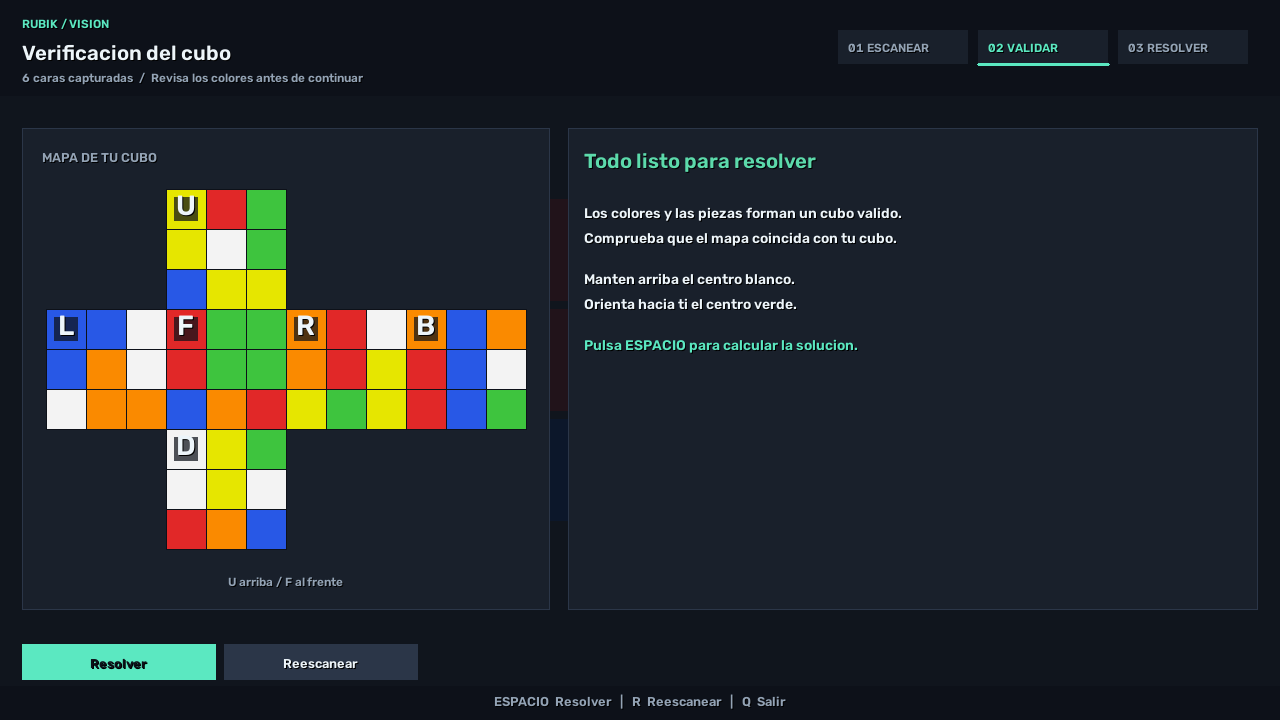 RUBIK / VISION
Verificacion del cubo
6 caras capturadas / Revisa los colores antes de continuar
01 ESCANEAR
02 VALIDAR
03 RESOLVER
MAPA DE TU CUBO
U
L
F
R
B
D
U arriba / F al frente
Todo listo para resolver
Los colores y las piezas forman un cubo valido.
Comprueba que el mapa coincida con tu cubo.
Manten arriba el centro blanco.
Orienta hacia ti el centro verde.
Pulsa ESPACIO para calcular la solucion.
Resolver
Reescanear
ESPACIO Resolver | R Reescanear | Q Salir